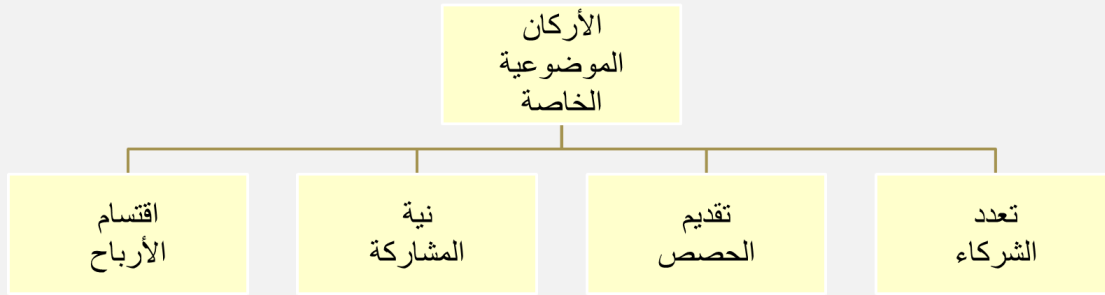 الأركان
الموضوعية
الخاصة
تعدد
الشركاء
تقديم
الحصص
نية
المشاركة
اقتسام
الأرباح